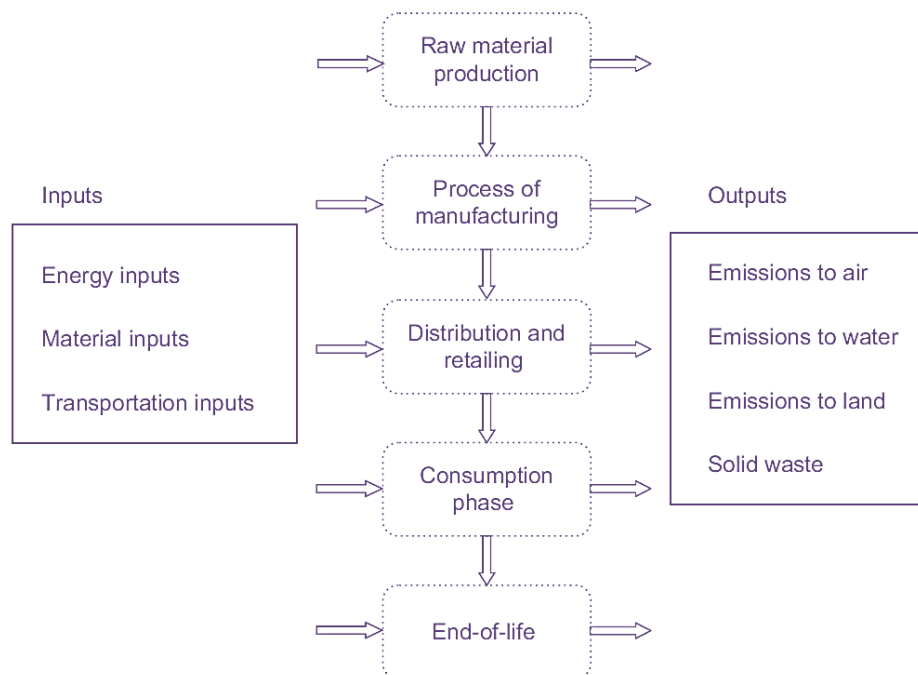 Raw material
production
Inputs
Process of
manufacturing
Outputs
Energy inputs
Material inputs
Transportation inputs
Distribution and
retailing
Emissions to air
Emissions to water
Emissions to land
Solid waste
Consumption
phase
End-of-life